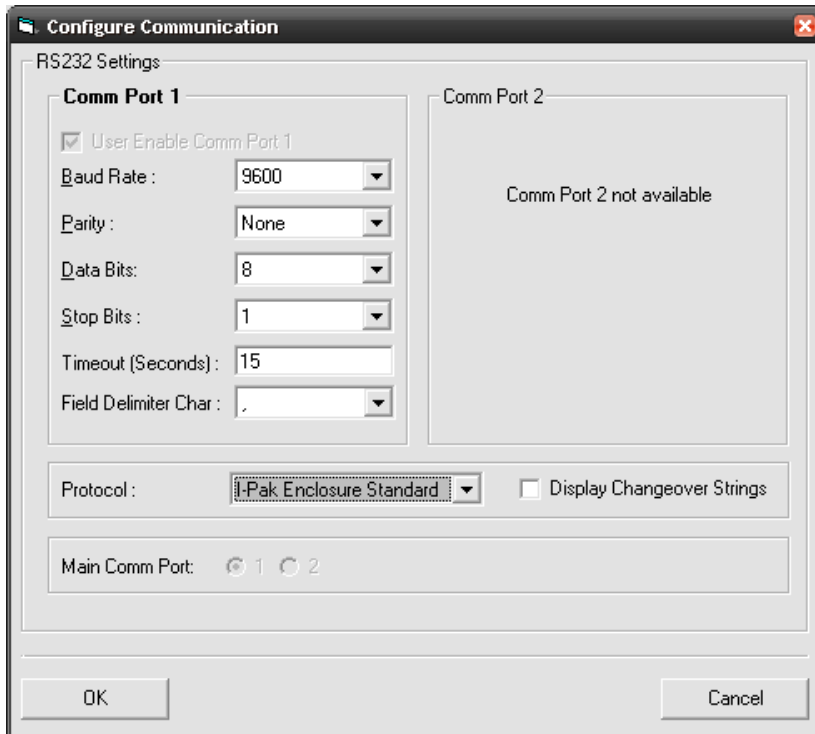 Configure Communication
RS232 Settings
Comm Port 1
User Enable Comm Port 1
Baud Rate : 9600
Parity : None
Data Bits: 8
Stop Bits : 1
Timeout (Seconds) : 15
Field Delimiter Char : ,
Comm Port 2
Comm Port 2 not available
Protocol : I-Pak Enclosure Standard Display Changeover Strings
Main Comm Port: 1 2
OK Cancel